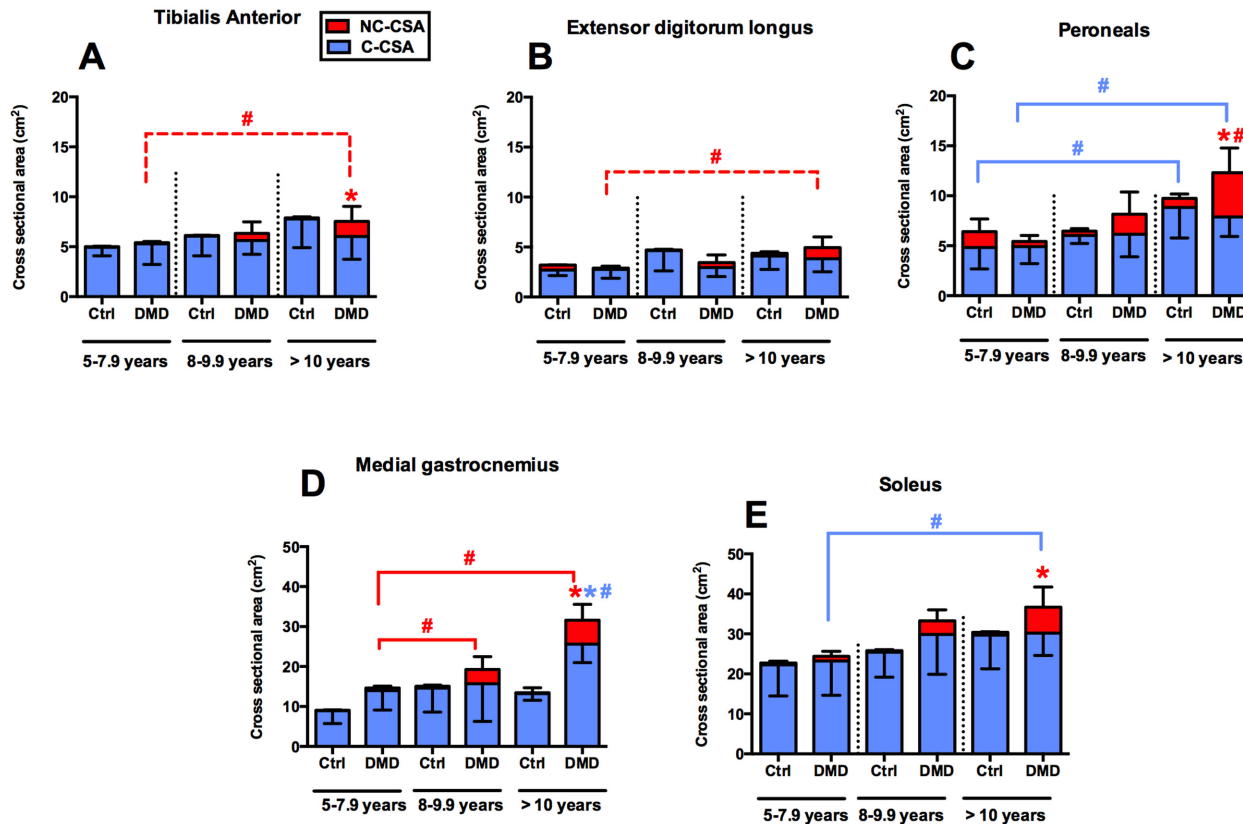 Tibialis Anterior
NC-CSA
C-CSA
A
Cross sectional area (cm²)
20
15
10
5
0
#
*
Ctrl DMD Ctrl DMD Ctrl DMD
5-7.9 years 8-9.9 years > 10 years
Extensor digitorum longus
B
Cross sectional area (cm²)
20
15
10
5
0
#
Ctrl DMD Ctrl DMD Ctrl DMD
5-7.9 years 8-9.9 years > 10 years
Peroneals
C
Cross sectional area (cm²)
20
15
10
5
0
#
#
*#
Ctrl DMD Ctrl DMD Ctrl DMD
5-7.9 years 8-9.9 years > 10 years
Medial gastrocnemius
D
Cross sectional area (cm²)
50
40
30
20
10
0
#
#
**#
Ctrl DMD Ctrl DMD Ctrl DMD
5-7.9 years 8-9.9 years > 10 years
Soleus
E
Cross sectional area (cm²)
50
40
30
20
10
0
#
*
Ctrl DMD Ctrl DMD Ctrl DMD
5-7.9 years 8-9.9 years > 10 years